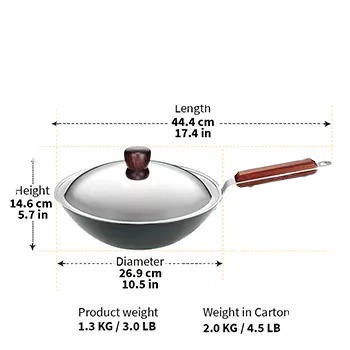 Length
44.4 cm
17.4 in
Height
14.6 cm
5.7 in
Diameter
26.9 cm
10.5 in
Product weight
1.3 KG / 3.0 LB
Weight in Carton
2.0 KG / 4.5 LB